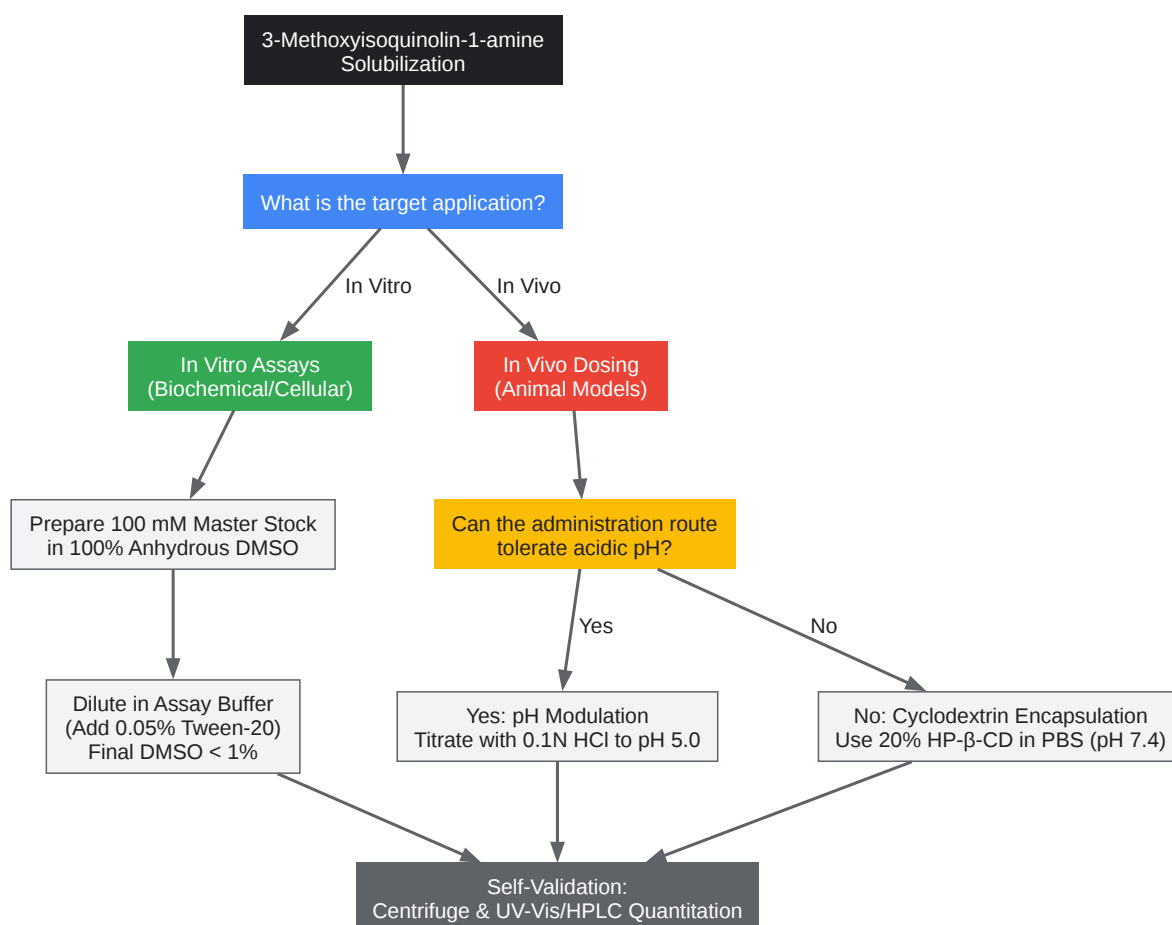 3-Methoxyisoquinolin-1-amine
Solubilization
What is the target application?
In Vitro
In Vivo
In Vitro Assays
(Biochemical/Cellular)
In Vivo Dosing
(Animal Models)
Prepare 100 mM Master Stock
in 100% Anhydrous DMSO
Can the administration route
tolerate acidic pH?
Yes
No
Dilute in Assay Buffer
(Add 0.05% Tween-20)
Final DMSO < 1%
Yes: pH Modulation
Titrate with 0.1N HCl to pH 5.0
No: Cyclodextrin Encapsulation
Use 20% HP-β-CD in PBS (pH 7.4)
Self-Validation:
Centrifuge & UV-Vis/HPLC Quantitation